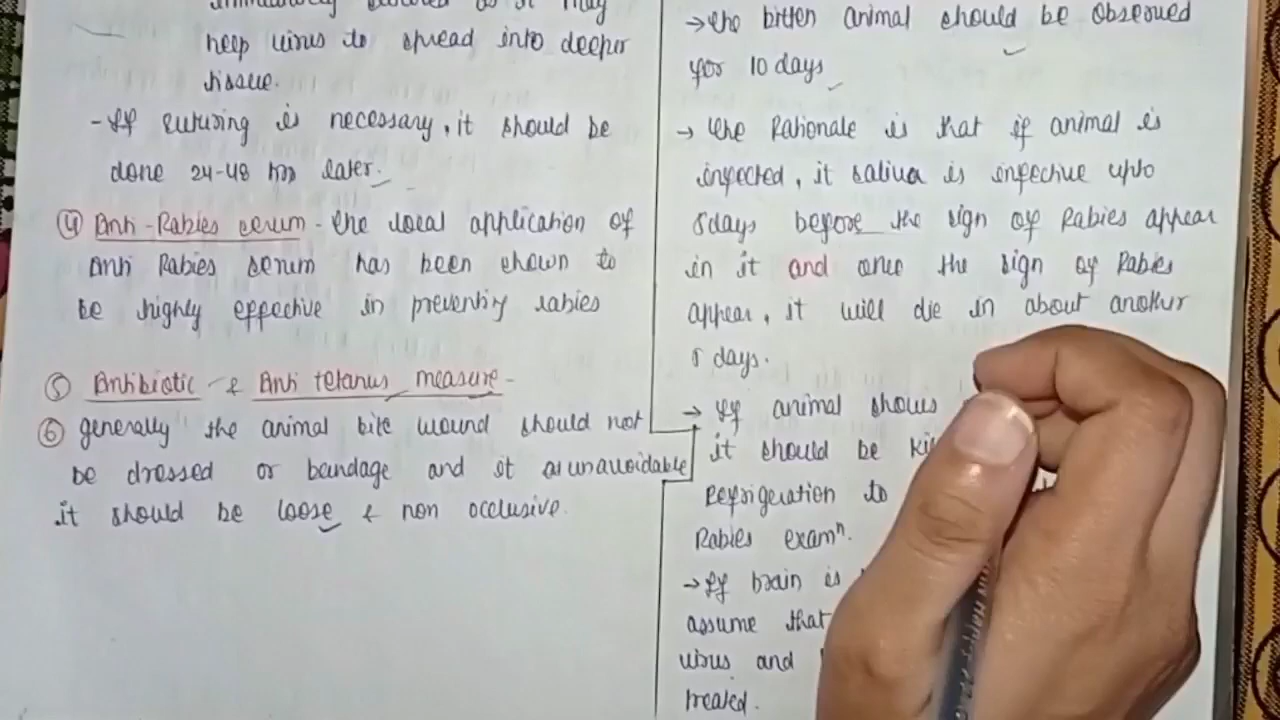 help virus to spread into deeper
tissue.
- If suturing is necessary, it should be
done 24-48 hrs later.
④ Anti-Rabies serum - the local application of
Anti Rabies serum has been shown to
be highly effective in preventing rabies
⑤ Antibiotic & Anti tetanus measure -
⑥ generally the animal bite wound should not
be dressed or bandage and it as unavoidable
it should be loose & non occlusive.
→ the bitten animal should be observed
for 10 days
→ The Rationale is that if animal is
infected, it saliva is infective upto
5days before the sign of Rabies appear
in it and once the sign of Rabies
appear, it will die in about another
5 days.
→ If animal shows
it should be
Refrigeration to
Rabies examⁿ.
→ If brain is
assume that
virus and
treated.